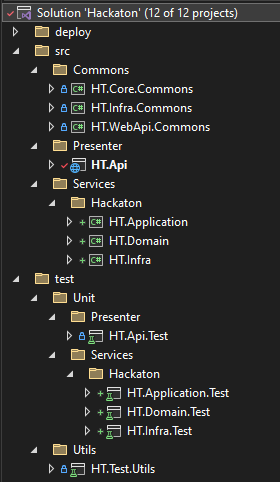 Solution 'Hackaton' (12 of 12 projects)
deploy
src
Commons
C# HT.Core.Commons
C# HT.Infra.Commons
C# HT.WebApi.Commons
Presenter
HT.Api
Services
Hackaton
C# HT.Application
C# HT.Domain
C# HT.Infra
test
Unit
Presenter
HT.Api.Test
Services
Hackaton
HT.Application.Test
HT.Domain.Test
HT.Infra.Test
Utils
HT.Test.Utils